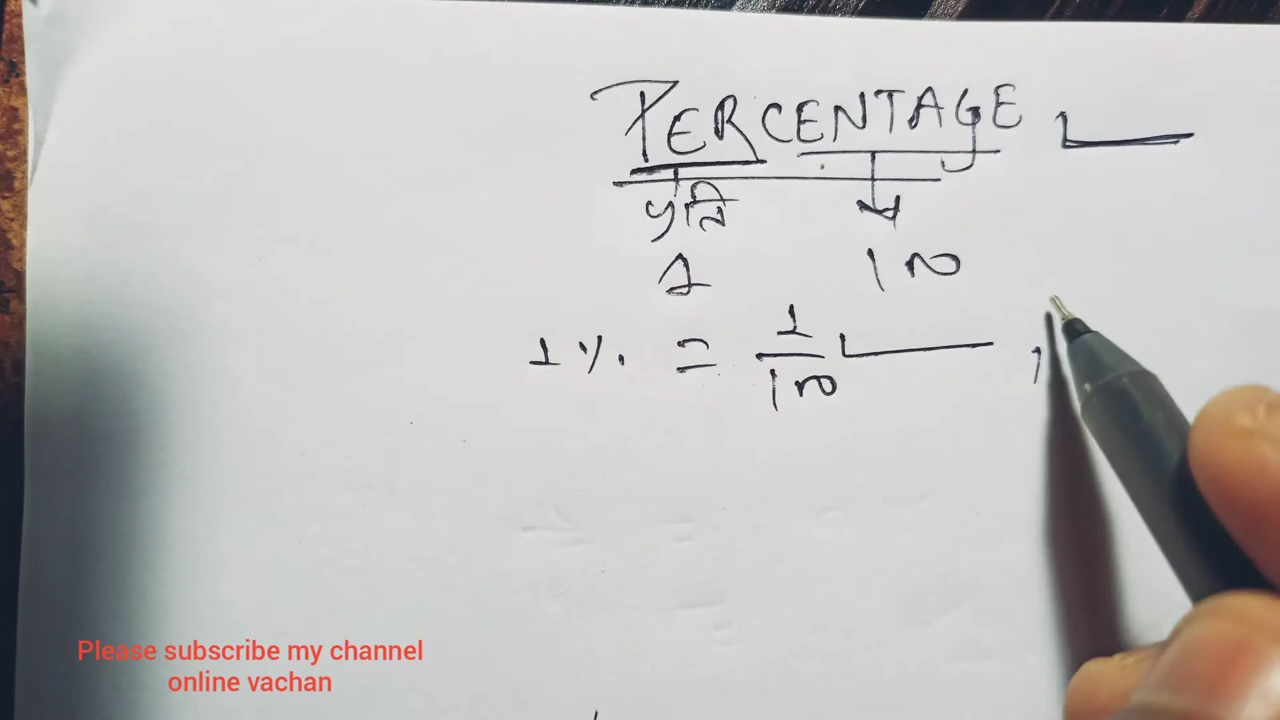 PERCENTAGE
प्रति
1 100
1 % = 1/100
Please subscribe my channel
online vachan